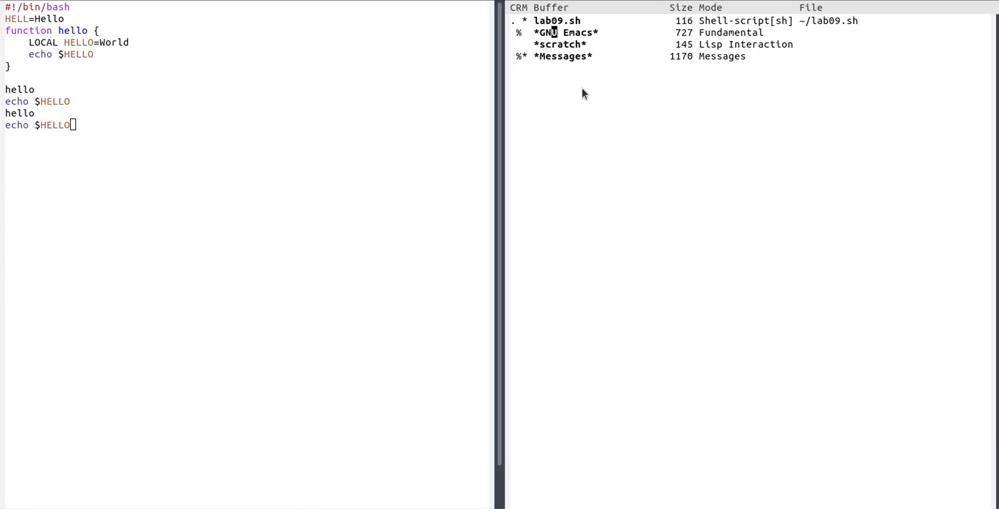 #!/bin/bash
HELL=Hello
function hello {
    LOCAL HELLO=World
    echo $HELLO
}
hello
echo $HELLO
hello
echo $HELLO
CRM Buffer                 Size Mode             File
. * lab09.sh                116 Shell-script[sh] ~/lab09.sh
 %  *GNU Emacs*             727 Fundamental
    *scratch*               145 Lisp Interaction
 %* *Messages*             1170 Messages